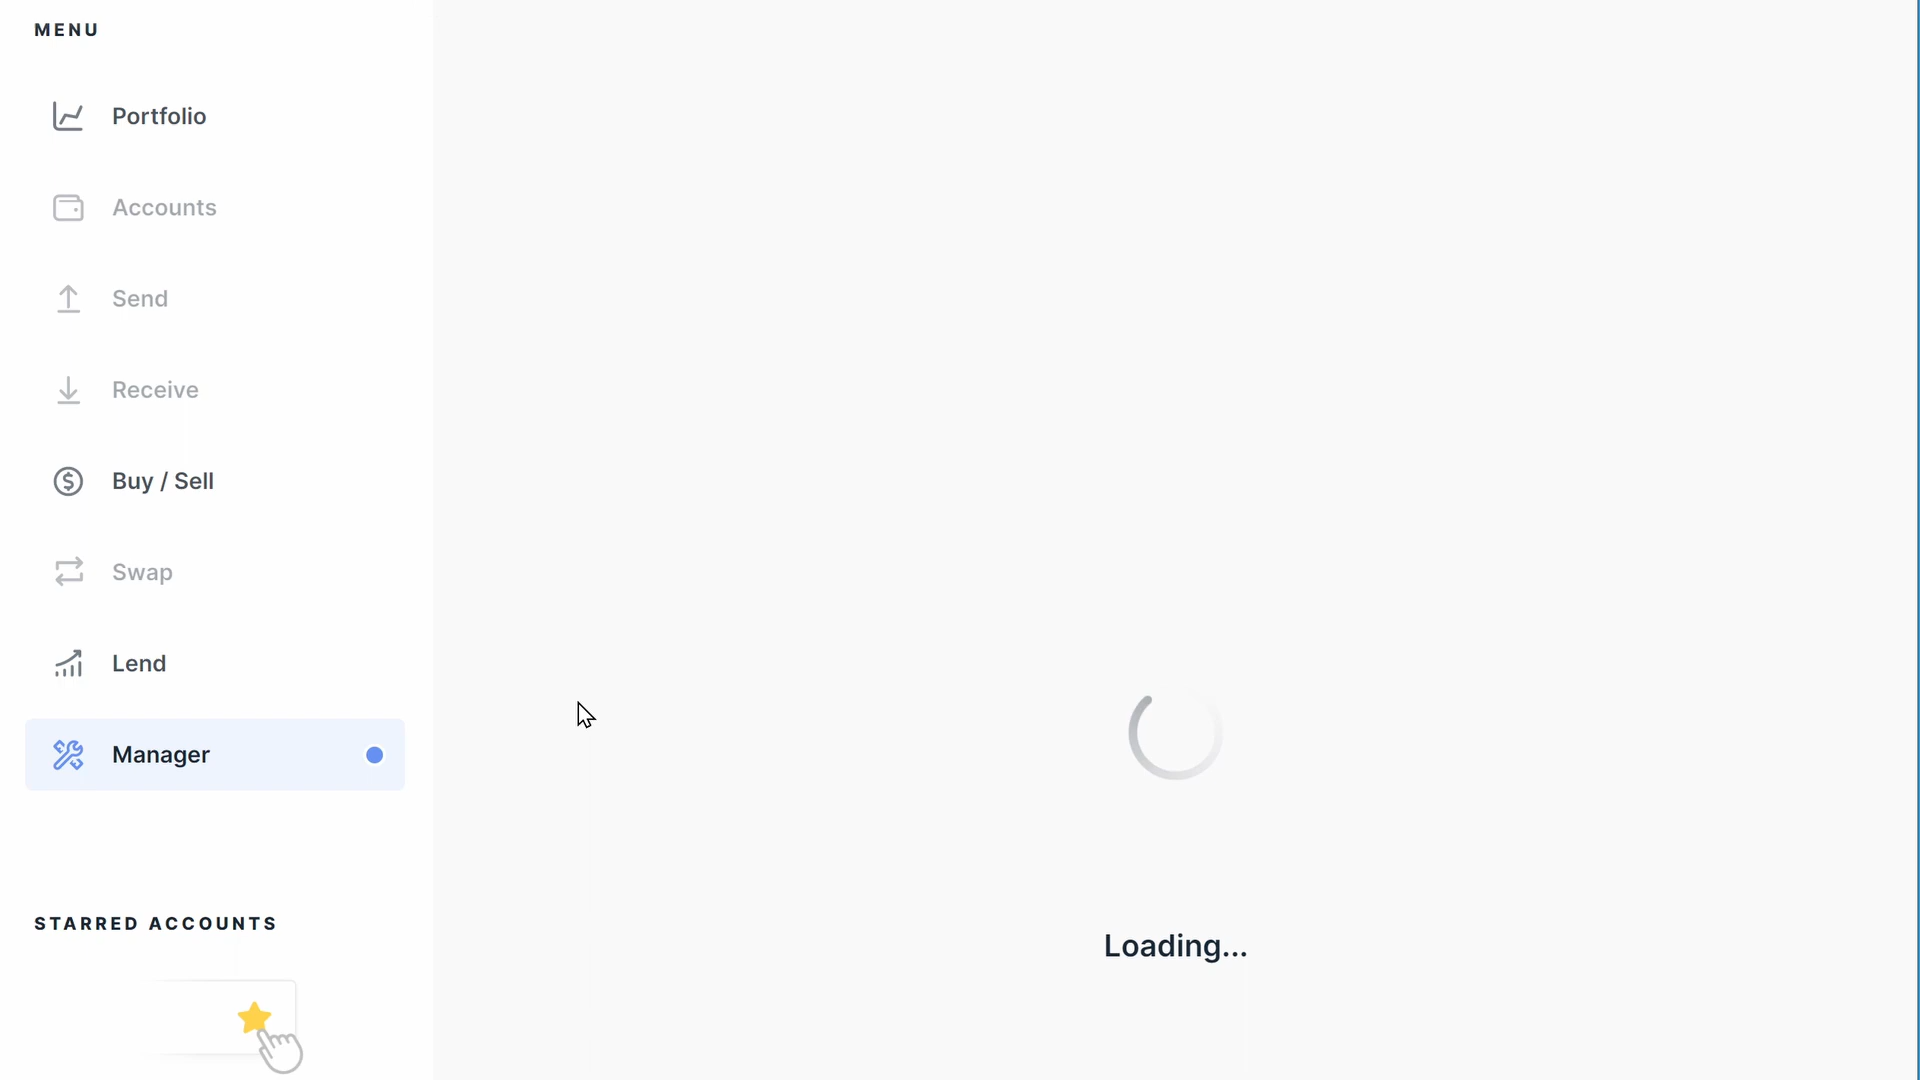 MENU
Portfolio
Accounts
Send
Receive
Buy / Sell
Swap
Lend
Manager
STARRED ACCOUNTS
Loading...